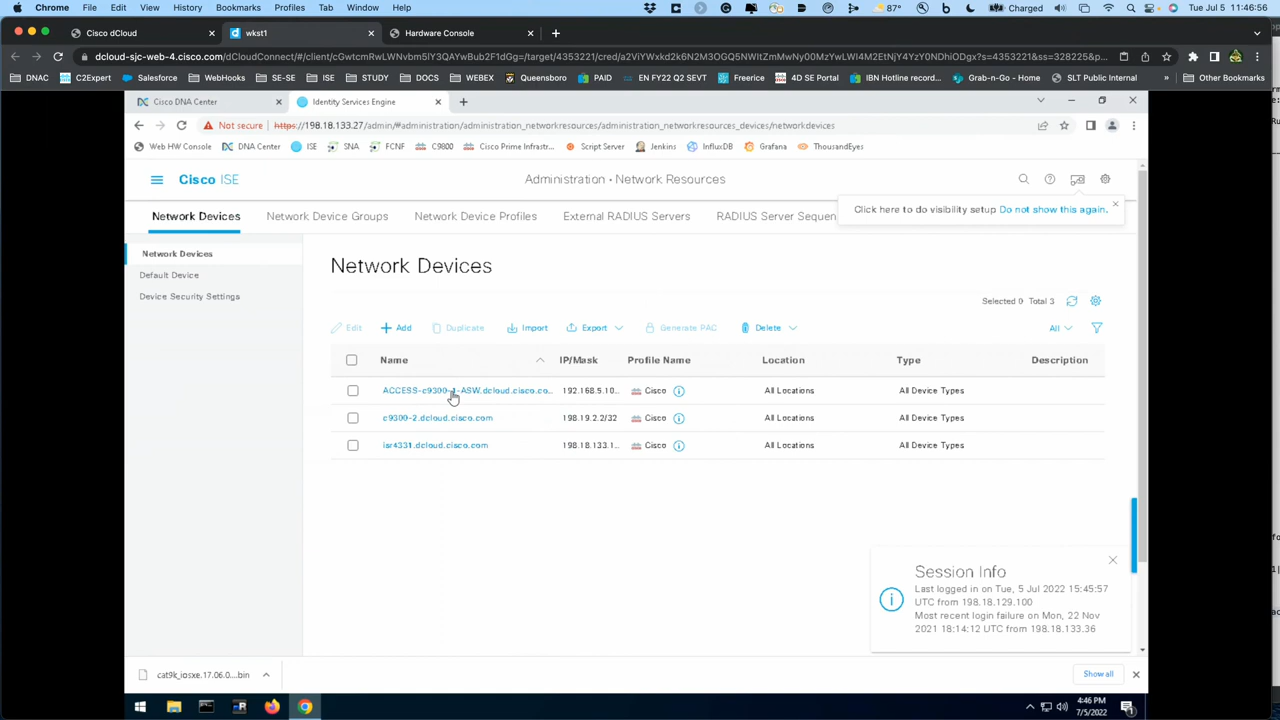 Chrome File Edit View History Bookmarks Profiles Tab Window Help 87° Charged Tue Jul 5 11:46:56
Cisco dCloud wkst1 Hardware Console
dcloud-sjc-web-4.cisco.com/dCloudConnect/#/client/
DNAC C2Expert Salesforce WebHooks SE-SE ISE STUDY DOCS WEBEX Queensboro PAID EN FY22 Q2 SEVT Freerice 4D SE Portal IBN Hotline record... Grab-n-Go - Home SLT Public Internal » Other Bookmarks
Cisco DNA Center Identity Services Engine
Not secure https://198.18.133.27/admin/#administration/administration_networkresources/administration_networkresources_devices/networkdevices
Web HW Console DNA Center ISE SNA FCNF C9800 Cisco Prime Infrastr... Script Server Jenkins InfluxDB Grafana ThousandEyes
Cisco ISE Administration · Network Resources
Click here to do visibility setup Do not show this again.
Network Devices Network Device Groups Network Device Profiles External RADIUS Servers RADIUS Server Sequen
Network Devices
Default Device
Device Security Settings
Network Devices
Selected 0 Total 3
Edit Add Duplicate Import Export Generate PAC Delete All
Name IP/Mask Profile Name Location Type Description
ACCESS-c9300-1-ASW.dcloud.cisco.co... 192.168.5.10... Cisco All Locations All Device Types
c9300-2.dcloud.cisco.com 198.19.2.2/32 Cisco All Locations All Device Types
isr4331.dcloud.cisco.com 198.18.133.1... Cisco All Locations All Device Types
Session Info
Last logged in on Tue, 5 Jul 2022 15:45:57
UTC from 198.18.129.100
Most recent login failure on Mon, 22 Nov
2021 18:14:12 UTC from 198.18.133.36
cat9k_iosxe.17.06.0....bin Show all
4:46 PM
7/5/2022